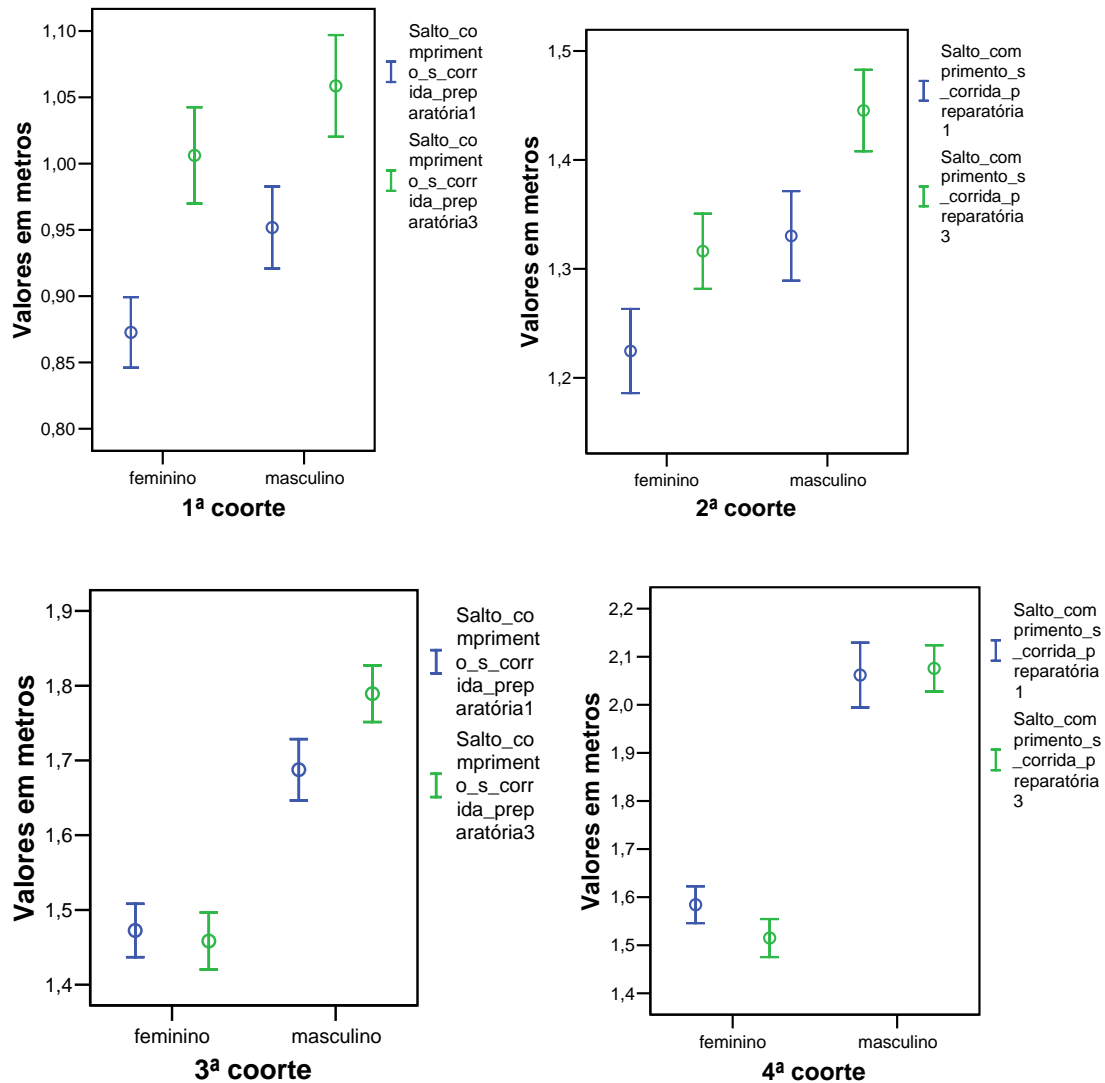 Valores em metros
1,10
1,05
1,00
0,95
0,90
0,85
0,80
feminino
masculino
1ª coorte
Salto_co
mpriment
o_s_corr
ida_prep
aratória1
Salto_co
mpriment
o_s_corr
ida_prep
aratória3
Valores em metros
1,5
1,4
1,3
1,2
feminino
masculino
2ª coorte
Salto_com
primento_s
_corrida_p
reparatória
1
Salto_com
primento_s
_corrida_p
reparatória
3
Valores em metros
1,9
1,8
1,7
1,6
1,5
1,4
feminino
masculino
3ª coorte
Salto_co
mpriment
o_s_corr
ida_prep
aratória1
Salto_co
mpriment
o_s_corr
ida_prep
aratória3
Valores em metros
2,2
2,1
2,0
1,9
1,8
1,7
1,6
1,5
1,4
feminino
masculino
4ª coorte
Salto_com
primento_s
_corrida_p
reparatória
1
Salto_com
primento_s
_corrida_p
reparatória
3